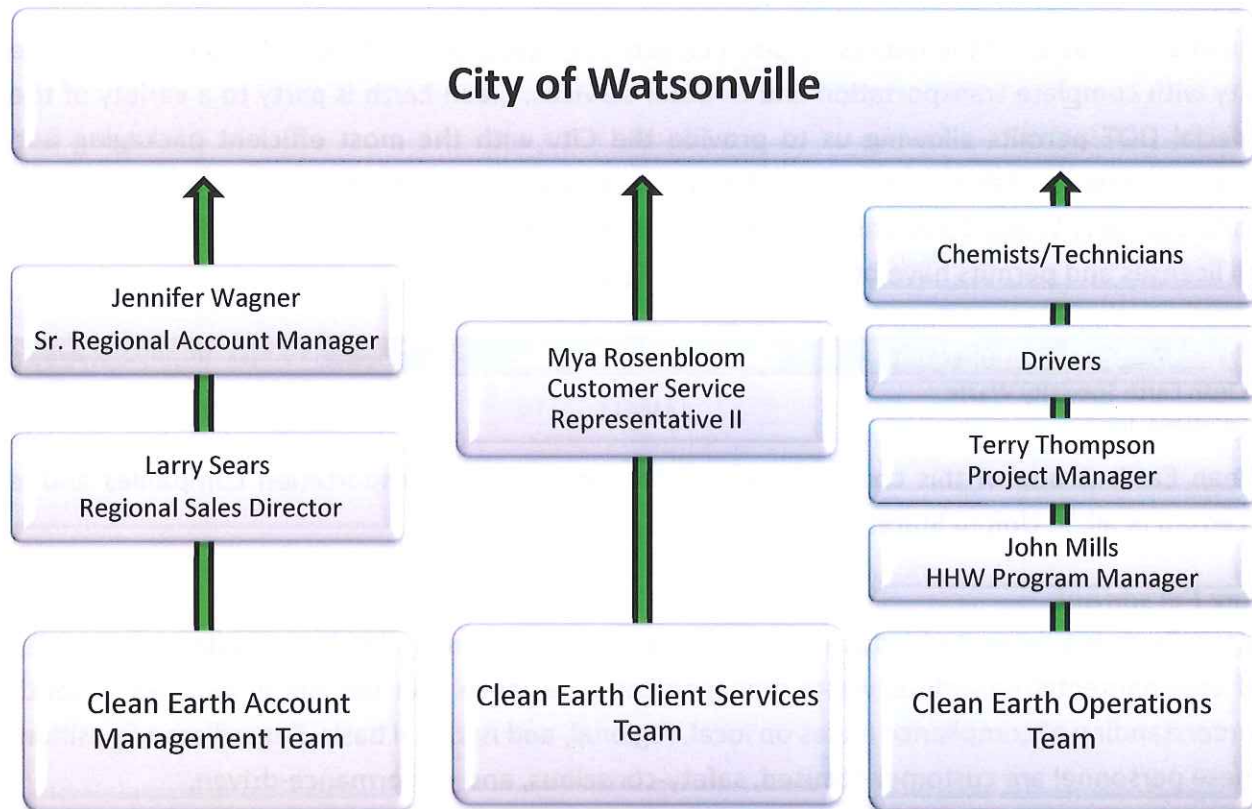 City of Watsonville
Jennifer Wagner
Sr. Regional Account Manager
Larry Sears
Regional Sales Director
Clean Earth Account
Management Team
Mya Rosenbloom
Customer Service
Representative II
Clean Earth Client Services
Team
Chemists/Technicians
Drivers
Terry Thompson
Project Manager
John Mills
HHW Program Manager
Clean Earth Operations
Team